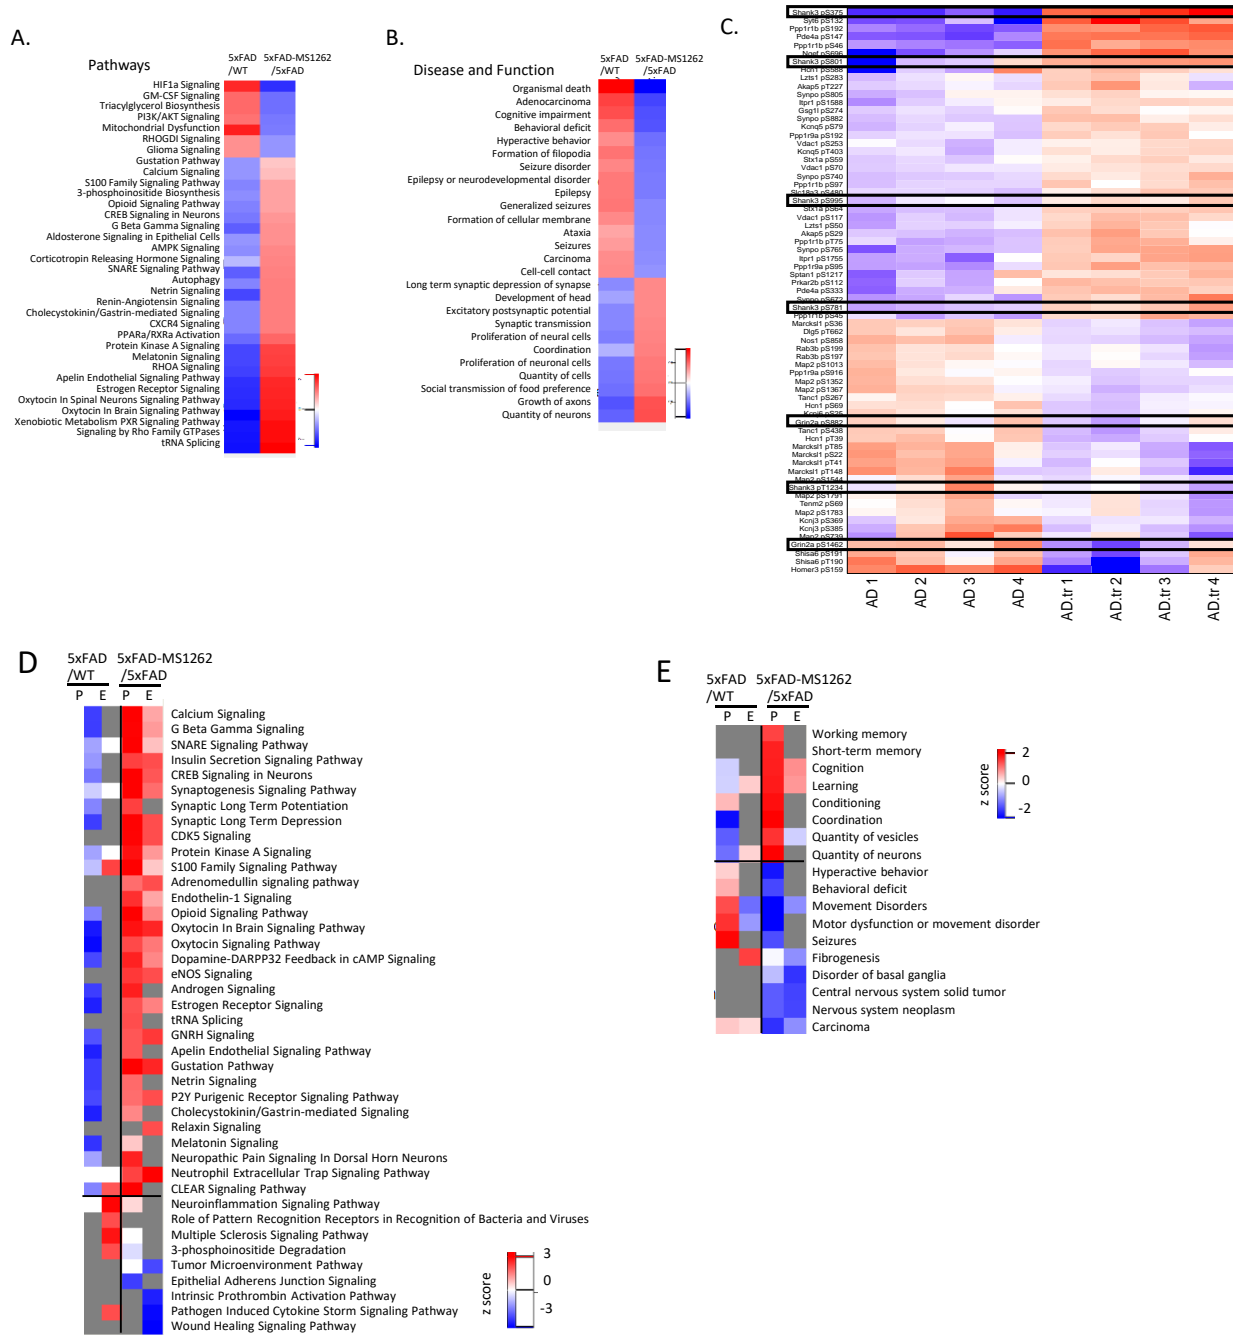 A.
5xFAD
/WT
5xFAD-MS1262
/5xFAD
Pathways
HIF1a Signaling
GM-CSF Signaling
Triacylglycerol Biosynthesis
PI3K/AKT Signaling
Mitochondrial Dysfunction
RHOGDI Signaling
Glioma Signaling
Gustation Pathway
Calcium Signaling
S100 Family Signaling Pathway
3-phosphoinositide Biosynthesis
Opioid Signaling Pathway
CREB Signaling in Neurons
G Beta Gamma Signaling
Aldosterone Signaling in Epithelial Cells
AMPK Signaling
Corticotropin Releasing Hormone Signaling
SNARE Signaling Pathway
Autophagy
Netrin Signaling
Renin-Angiotensin Signaling
Cholecystokinin/Gastrin-mediated Signaling
CXCR4 Signaling
PPARa/RXRa Activation
Protein Kinase A Signaling
Melatonin Signaling
RHOA Signaling
Apelin Endothelial Signaling Pathway
Estrogen Receptor Signaling
Oxytocin In Spinal Neurons Signaling Pathway
Oxytocin In Brain Signaling Pathway
Xenobiotic Metabolism PXR Signaling Pathway
Signaling by Rho Family GTPases
tRNA Splicing
B.
5xFAD
/WT
5xFAD-MS1262
/5xFAD
Disease and Function
Organismal death
Adenocarcinoma
Cognitive impairment
Behavioral deficit
Hyperactive behavior
Formation of filopodia
Seizure disorder
Epilepsy or neurodevelopmental disorder
Epilepsy
Generalized seizures
Formation of cellular membrane
Ataxia
Seizures
Carcinoma
Cell-cell contact
Long term synaptic depression of synapse
Development of head
Excitatory postsynaptic potential
Synaptic transmission
Proliferation of neural cells
Coordination
Proliferation of neuronal cells
Quantity of cells
Social transmission of food preference
Growth of axons
Quantity of neurons
C.
Shank3 pS375
Syt6 pS132
Ppp1r1b pS192
Pde4a pS147
Ppp1r1b pS46
Ngef pS696
Shank3 pS801
Hcn1 pS588
Lzts1 pS283
Akap5 pT227
Synpo pS805
Itpr1 pS1588
Gsg1l pS274
Synpo pS882
Kcnq5 pS79
Ppp1r9a pS192
Vdac1 pS253
Kcnq5 pT403
Stx1a pS59
Vdac1 pS70
Synpo pS740
Ppp1r1b pS97
Slc18a3 pS480
Shank3 pS995
Stx1a pS64
Vdac1 pS117
Lzts1 pS50
Akap5 pS29
Ppp1r1b pT75
Synpo pS765
Itpr1 pS1755
Ppp1r9a pS95
Sptan1 pS1217
Prkar2b pS112
Pde4a pS333
Synpo pS672
Shank3 pS781
Ppp1r1b pS45
Marcksl1 pS36
Dlg5 pT662
Nos1 pS858
Rab3b pS199
Rab3b pS197
Map2 pS1013
Ppp1r9a pS916
Map2 pS1352
Map2 pS1367
Tanc1 pS267
Hcn1 pS69
Kcnj6 pS25
Grin2a pS882
Tanc1 pS438
Hcn1 pT39
Marcksl1 pT85
Marcksl1 pS22
Marcksl1 pT41
Marcksl1 pT148
Map2 pS1544
Shank3 pT1234
Map2 pS1791
Tenm2 pS69
Map2 pS1783
Kcnj3 pS369
Kcnj3 pS385
Map2 pS739
Grin2a pS1462
Shisa6 pS191
Shisa6 pT190
Homer3 pS159
AD 1
AD 2
AD 3
AD 4
AD.tr 1
AD.tr 2
AD.tr 3
AD.tr 4
D
5xFAD
/WT
5xFAD-MS1262
/5xFAD
P E P E
Calcium Signaling
G Beta Gamma Signaling
SNARE Signaling Pathway
Insulin Secretion Signaling Pathway
CREB Signaling in Neurons
Synaptogenesis Signaling Pathway
Synaptic Long Term Potentiation
Synaptic Long Term Depression
CDK5 Signaling
Protein Kinase A Signaling
S100 Family Signaling Pathway
Adrenomedullin signaling pathway
Endothelin-1 Signaling
Opioid Signaling Pathway
Oxytocin In Brain Signaling Pathway
Oxytocin Signaling Pathway
Dopamine-DARPP32 Feedback in cAMP Signaling
eNOS Signaling
Androgen Signaling
Estrogen Receptor Signaling
tRNA Splicing
GNRH Signaling
Apelin Endothelial Signaling Pathway
Gustation Pathway
Netrin Signaling
P2Y Purigenic Receptor Signaling Pathway
Cholecystokinin/Gastrin-mediated Signaling
Relaxin Signaling
Melatonin Signaling
Neuropathic Pain Signaling In Dorsal Horn Neurons
Neutrophil Extracellular Trap Signaling Pathway
CLEAR Signaling Pathway
Neuroinflammation Signaling Pathway
Role of Pattern Recognition Receptors in Recognition of Bacteria and Viruses
Multiple Sclerosis Signaling Pathway
3-phosphoinositide Degradation
Tumor Microenvironment Pathway
Epithelial Adherens Junction Signaling
Intrinsic Prothrombin Activation Pathway
Pathogen Induced Cytokine Storm Signaling Pathway
Wound Healing Signaling Pathway
z score
3
0
-3
E
5xFAD
/WT
5xFAD-MS1262
/5xFAD
P E P E
Working memory
Short-term memory
Cognition
Learning
Conditioning
Coordination
Quantity of vesicles
Quantity of neurons
Hyperactive behavior
Behavioral deficit
Movement Disorders
Motor dysfunction or movement disorder
Seizures
Fibrogenesis
Disorder of basal ganglia
Central nervous system solid tumor
Nervous system neoplasm
Carcinoma
z score
2
0
-2